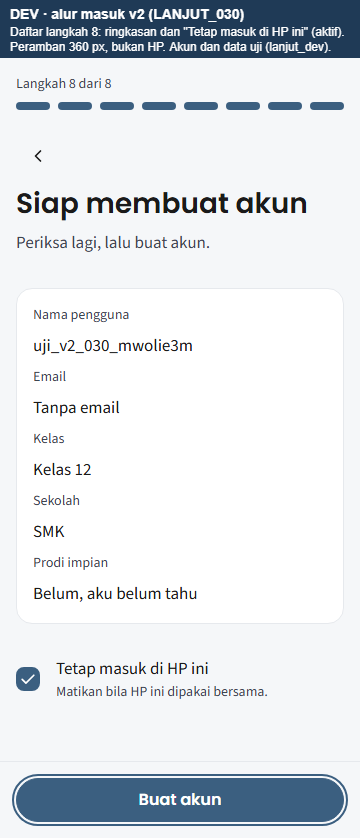 DEV · alur masuk v2 (LANJUT_030)
Daftar langkah 8: ringkasan dan "Tetap masuk di HP ini" (aktif).
Peramban 360 px, bukan HP. Akun dan data uji (lanjut_dev).
Langkah 8 dari 8
Siap membuat akun
Periksa lagi, lalu buat akun.
Nama pengguna
uji_v2_030_mwolie3m
Email
Tanpa email
Kelas
Kelas 12
Sekolah
SMK
Prodi impian
Belum, aku belum tahu
Tetap masuk di HP ini
Matikan bila HP ini dipakai bersama.
Buat akun